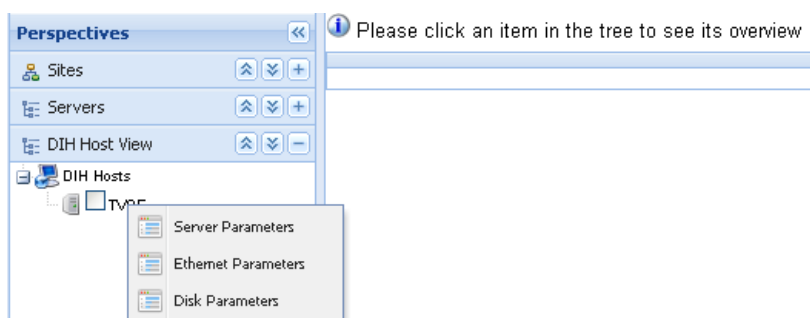 Perspectives
Please click an item in the tree to see its overview
Sites
Servers
DIH Host View
DIH Hosts
Server Parameters
Ethernet Parameters
Disk Parameters